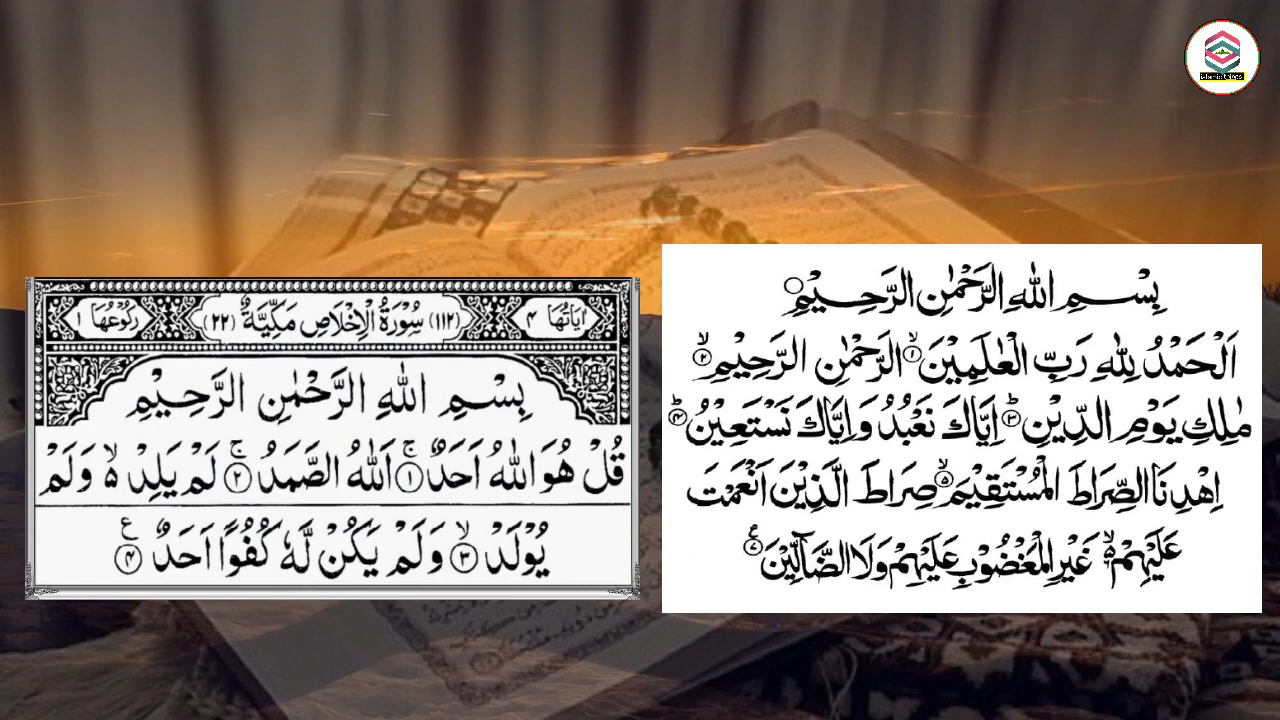 اٰيَاتُهَا ٤
(١١٢) سُوْرَةُ الْاِخْلَاصِ مَكِّيَّةٌ (٢٢)
رُكُوْعُهَا ١
بِسْمِ اللّٰهِ الرَّحْمٰنِ الرَّحِيْمِ
قُلْ هُوَ اللّٰهُ اَحَدٌ ۚ﴿١﴾ اَللّٰهُ الصَّمَدُ ۚ﴿٢﴾ لَمْ يَلِدْ ۙ۬ وَلَمْ
يُوْلَدْ ۙ﴿٣﴾ وَلَمْ يَكُنْ لَّهٗ كُفُوًا اَحَدٌ ﴿٤﴾ ع
بِسْمِ اللّٰهِ الرَّحْمٰنِ الرَّحِيْمِ
اَلْحَمْدُ لِلّٰهِ رَبِّ الْعٰلَمِيْنَ ۙ﴿١﴾ الرَّحْمٰنِ الرَّحِيْمِ ۙ﴿٢﴾
مٰلِكِ يَوْمِ الدِّيْنِ ؕ﴿٣﴾ اِيَّاكَ نَعْبُدُ وَ اِيَّاكَ نَسْتَعِيْنُ ؕ﴿٤﴾
اِهْدِنَا الصِّرَاطَ الْمُسْتَقِيْمَ ۙ﴿٥﴾ صِرَاطَ الَّذِيْنَ اَنْعَمْتَ
عَلَيْهِمْ ۙ﴿٦﴾ غَيْرِ الْمَغْضُوْبِ عَلَيْهِمْ وَلَا الضَّآلِّيْنَ ﴿٧﴾ ع